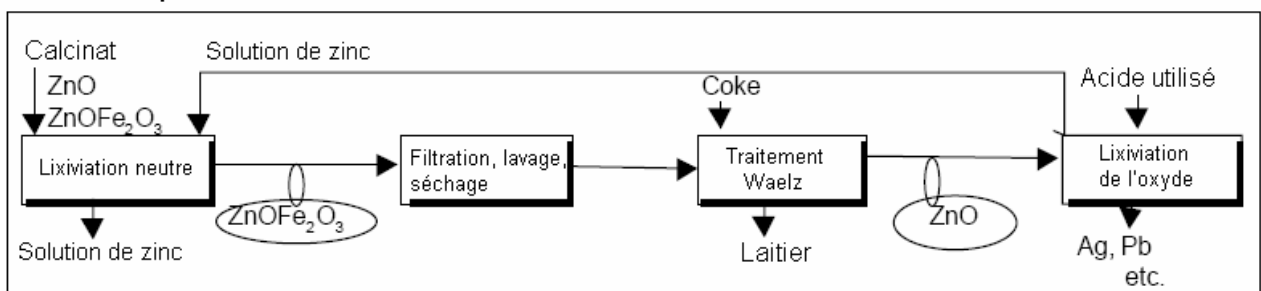 Calcinat
ZnO
ZnOFe₂O₃
Solution de zinc
Coke
Acide utilisé
Lixiviation neutre
Filtration, lavage,
séchage
Traitement
Waelz
Lixiviation
de l'oxyde
ZnOFe₂O₃
ZnO
Solution de zinc
Laitier
Ag, Pb
etc.